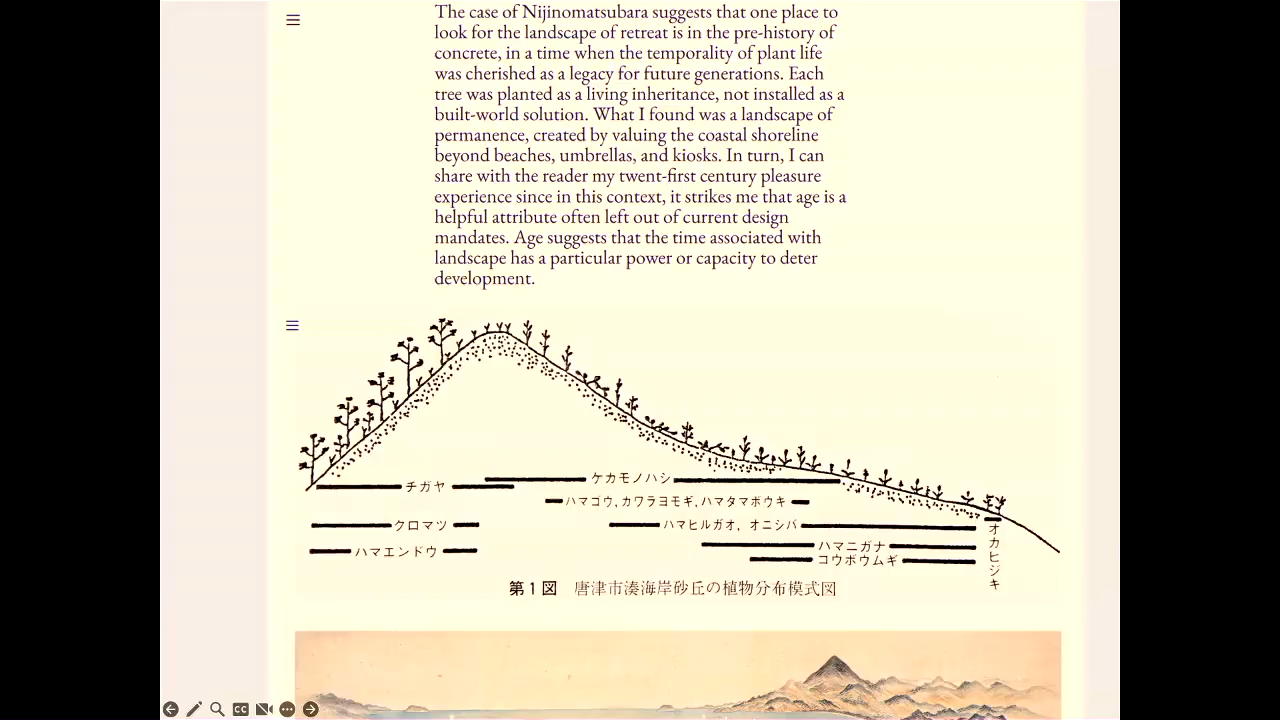 The case of Nijinomatsubara suggests that one place to
look for the landscape of retreat is in the pre-history of
concrete, in a time when the temporality of plant life
was cherished as a legacy for future generations. Each
tree was planted as a living inheritance, not installed as a
built-world solution. What I found was a landscape of
permanence, created by valuing the coastal shoreline
beyond beaches, umbrellas, and kiosks. In turn, I can
share with the reader my twenty-first century pleasure
experience since in this context, it strikes me that age is a
helpful attribute often left out of current design
mandates. Age suggests that the time associated with
landscape has a particular power or capacity to deter
development.
ケカモノハシ
チガヤ
ハマゴウ,カワラヨモギ,ハマタマボウキ
クロマツ
ハマヒルガオ, オニシバ
ハマニガナ
ハマエンドウ
コウボウムギ
オカヒジキ
第1図 唐津市湊海岸砂丘の植物分布模式図
CC